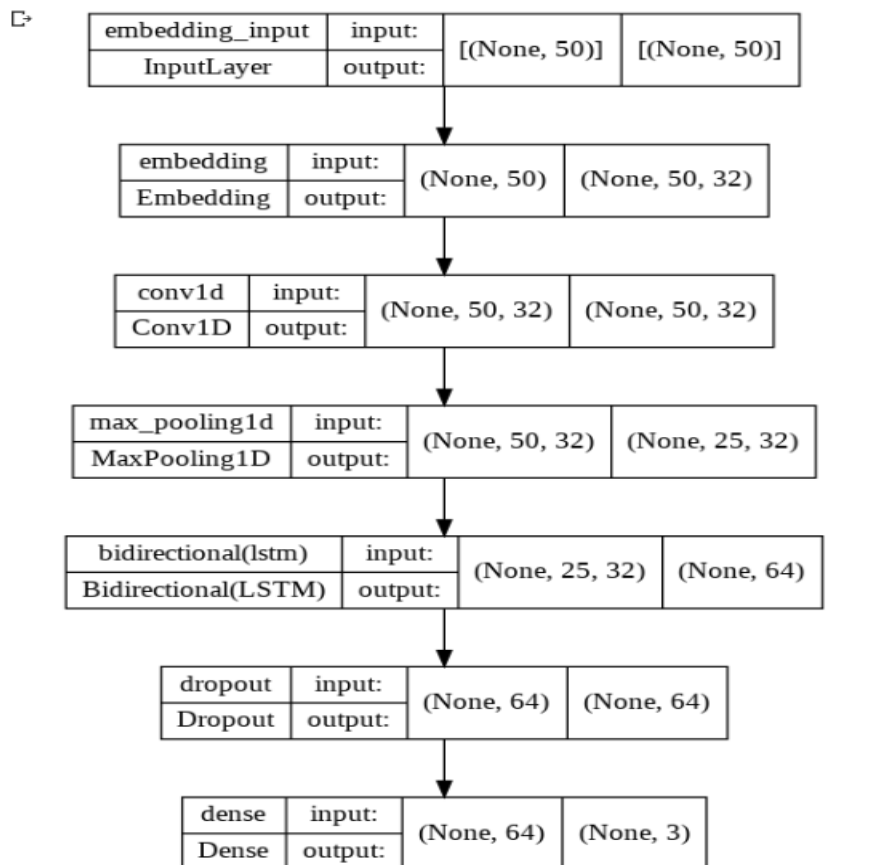 embedding_input input: [(None, 50)] [(None, 50)]
InputLayer output:
embedding input: (None, 50) (None, 50, 32)
Embedding output:
conv1d input: (None, 50, 32) (None, 50, 32)
Conv1D output:
max_pooling1d input: (None, 50, 32) (None, 25, 32)
MaxPooling1D output:
bidirectional(lstm) input: (None, 25, 32) (None, 64)
Bidirectional(LSTM) output:
dropout input: (None, 64) (None, 64)
Dropout output:
dense input: (None, 64) (None, 3)
Dense output: